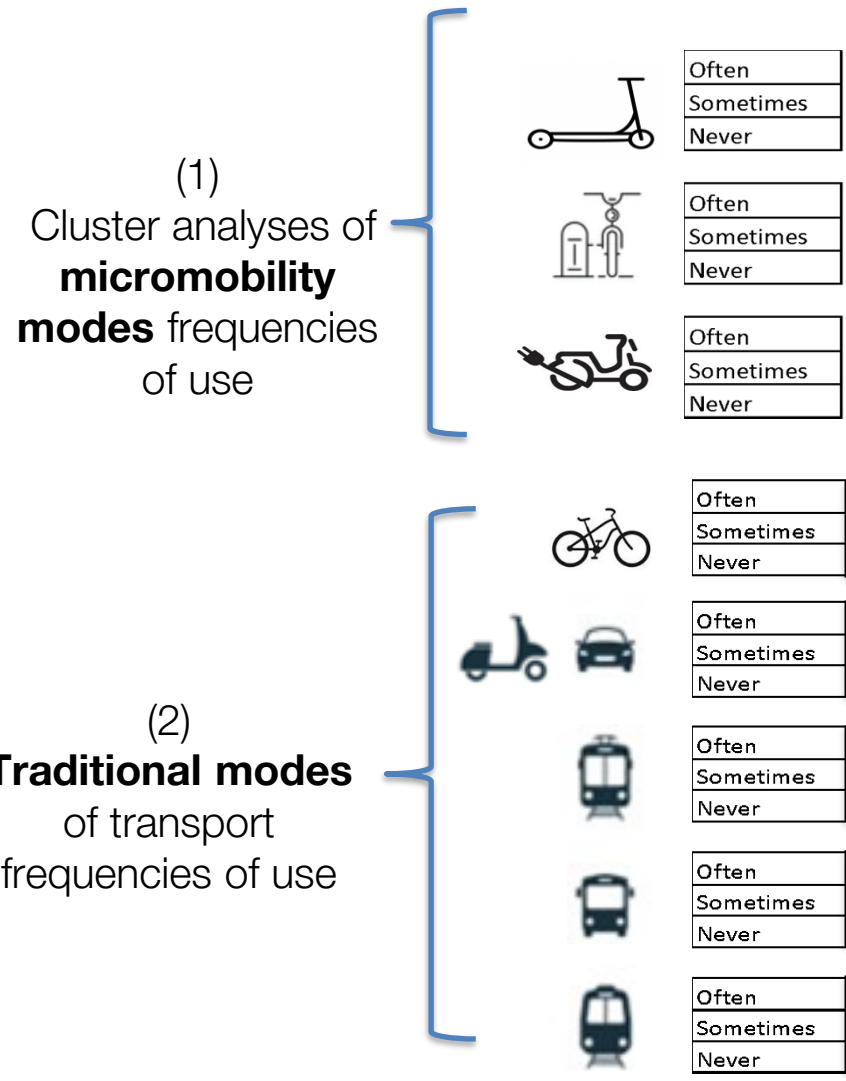 (1)
Cluster analyses of
micromobility
modes frequencies
of use
Often
Sometimes
Never
Often
Sometimes
Never
Often
Sometimes
Never
(2)
Traditional modes
of transport
frequencies of use
Often
Sometimes
Never
Often
Sometimes
Never
Often
Sometimes
Never
Often
Sometimes
Never
Often
Sometimes
Never